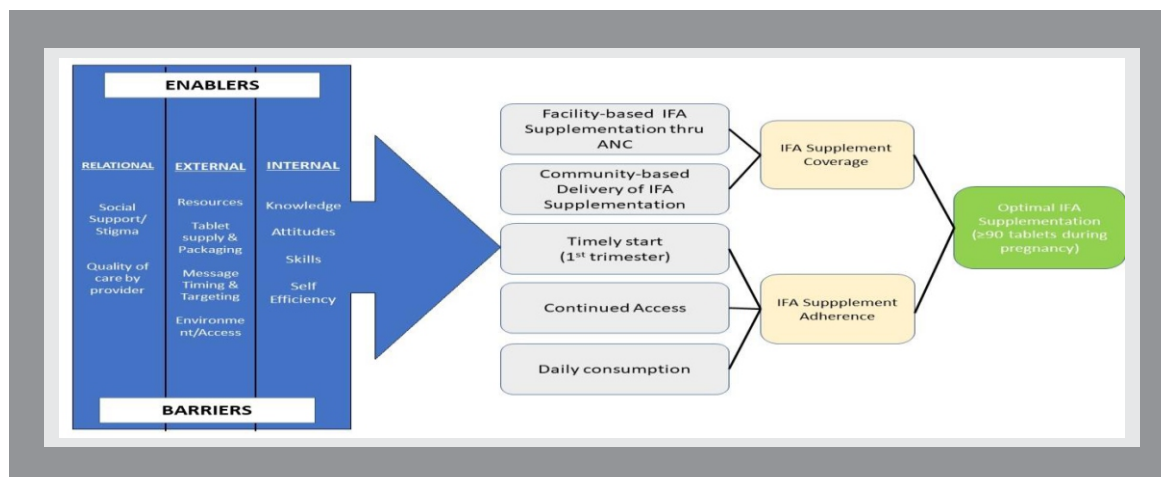 ENABLERS
RELATIONAL
Social
Support/
Stigma
Quality of
care by
provider
EXTERNAL
Resources
Tablet
supply &
Packaging
Message
Timing &
Targeting
Environme
nt/Access
INTERNAL
Knowledge
Attitudes
Skills
Self
Efficiency
BARRIERS
Facility-based IFA
Supplementation thru
ANC
Community-based
Delivery of IFA
Supplementation
Timely start
(1st trimester)
Continued Access
Daily consumption
IFA Supplement
Coverage
IFA Suppplement
Adherence
Optimal IFA
Supplementation
(≥90 tablets during
pregnancy)